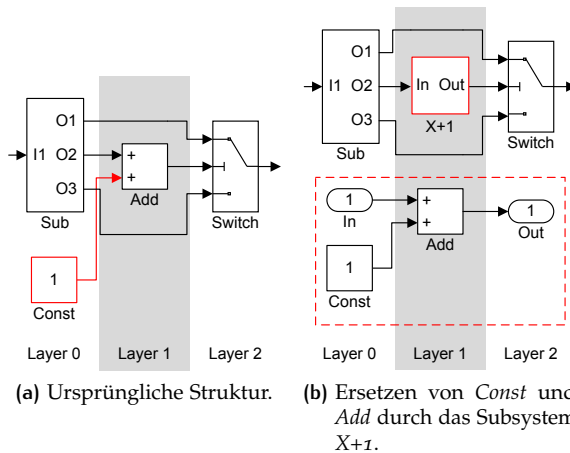 O1
I1 O2
O3
Sub
+
+
Add
Switch
1
Const
Layer 0 Layer 1 Layer 2
(a) Ursprüngliche Struktur.
O1
I1 O2
O3
Sub
In Out
X+1
Switch
1
In
+
+
Add
1
Out
1
Const
Layer 0 Layer 1 Layer 2
(b) Ersetzen von Const und
Add durch das Subsystem
X+1.